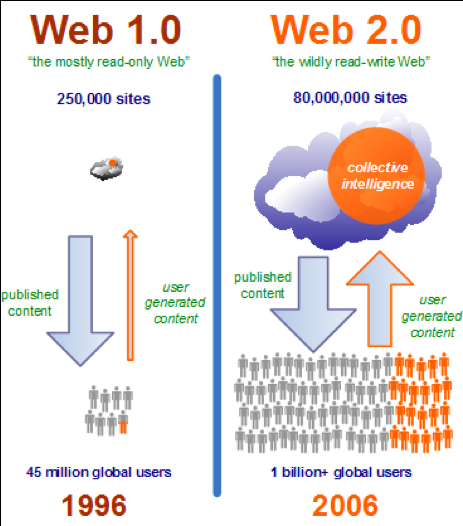 Web 1.0
"the mostly read-only Web"
250,000 sites
published
content
user
generated
content
45 million global users
1996
Web 2.0
"the wildly read-write Web"
80,000,000 sites
collective
intelligence
published
content
user
generated
content
1 billion+ global users
2006